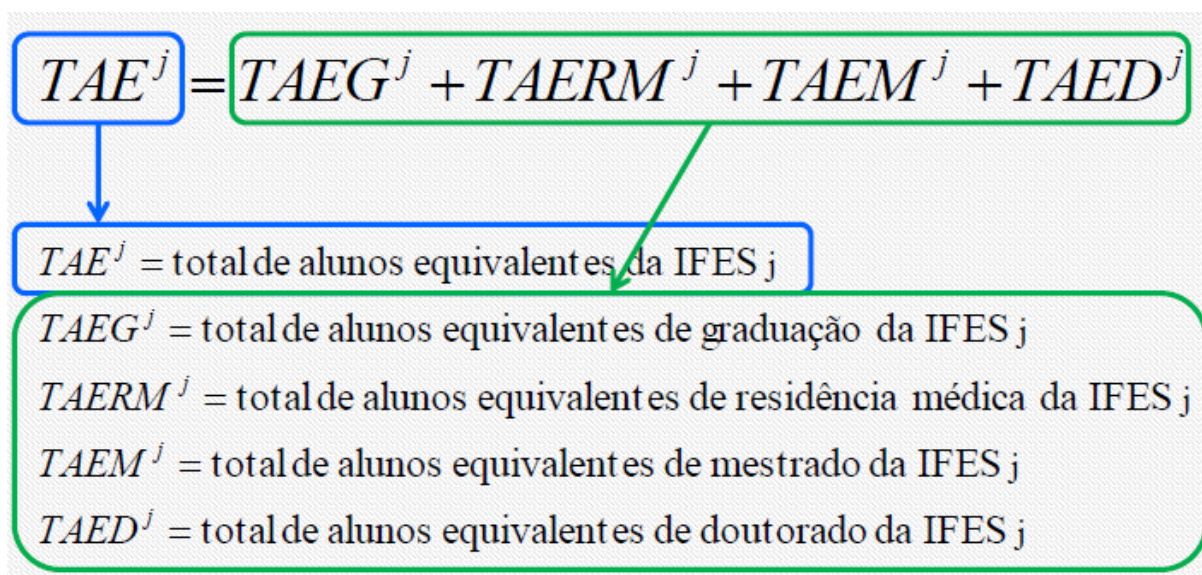 TAE^j = TAEG^j + TAERM^j + TAEM^j + TAED^j
TAE^j = total de alunos equivalentes da IFES j
TAEG^j = total de alunos equivalentes de graduação da IFES j
TAERM^j = total de alunos equivalentes de residência médica da IFES j
TAEM^j = total de alunos equivalentes de mestrado da IFES j
TAED^j = total de alunos equivalentes de doutorado da IFES j